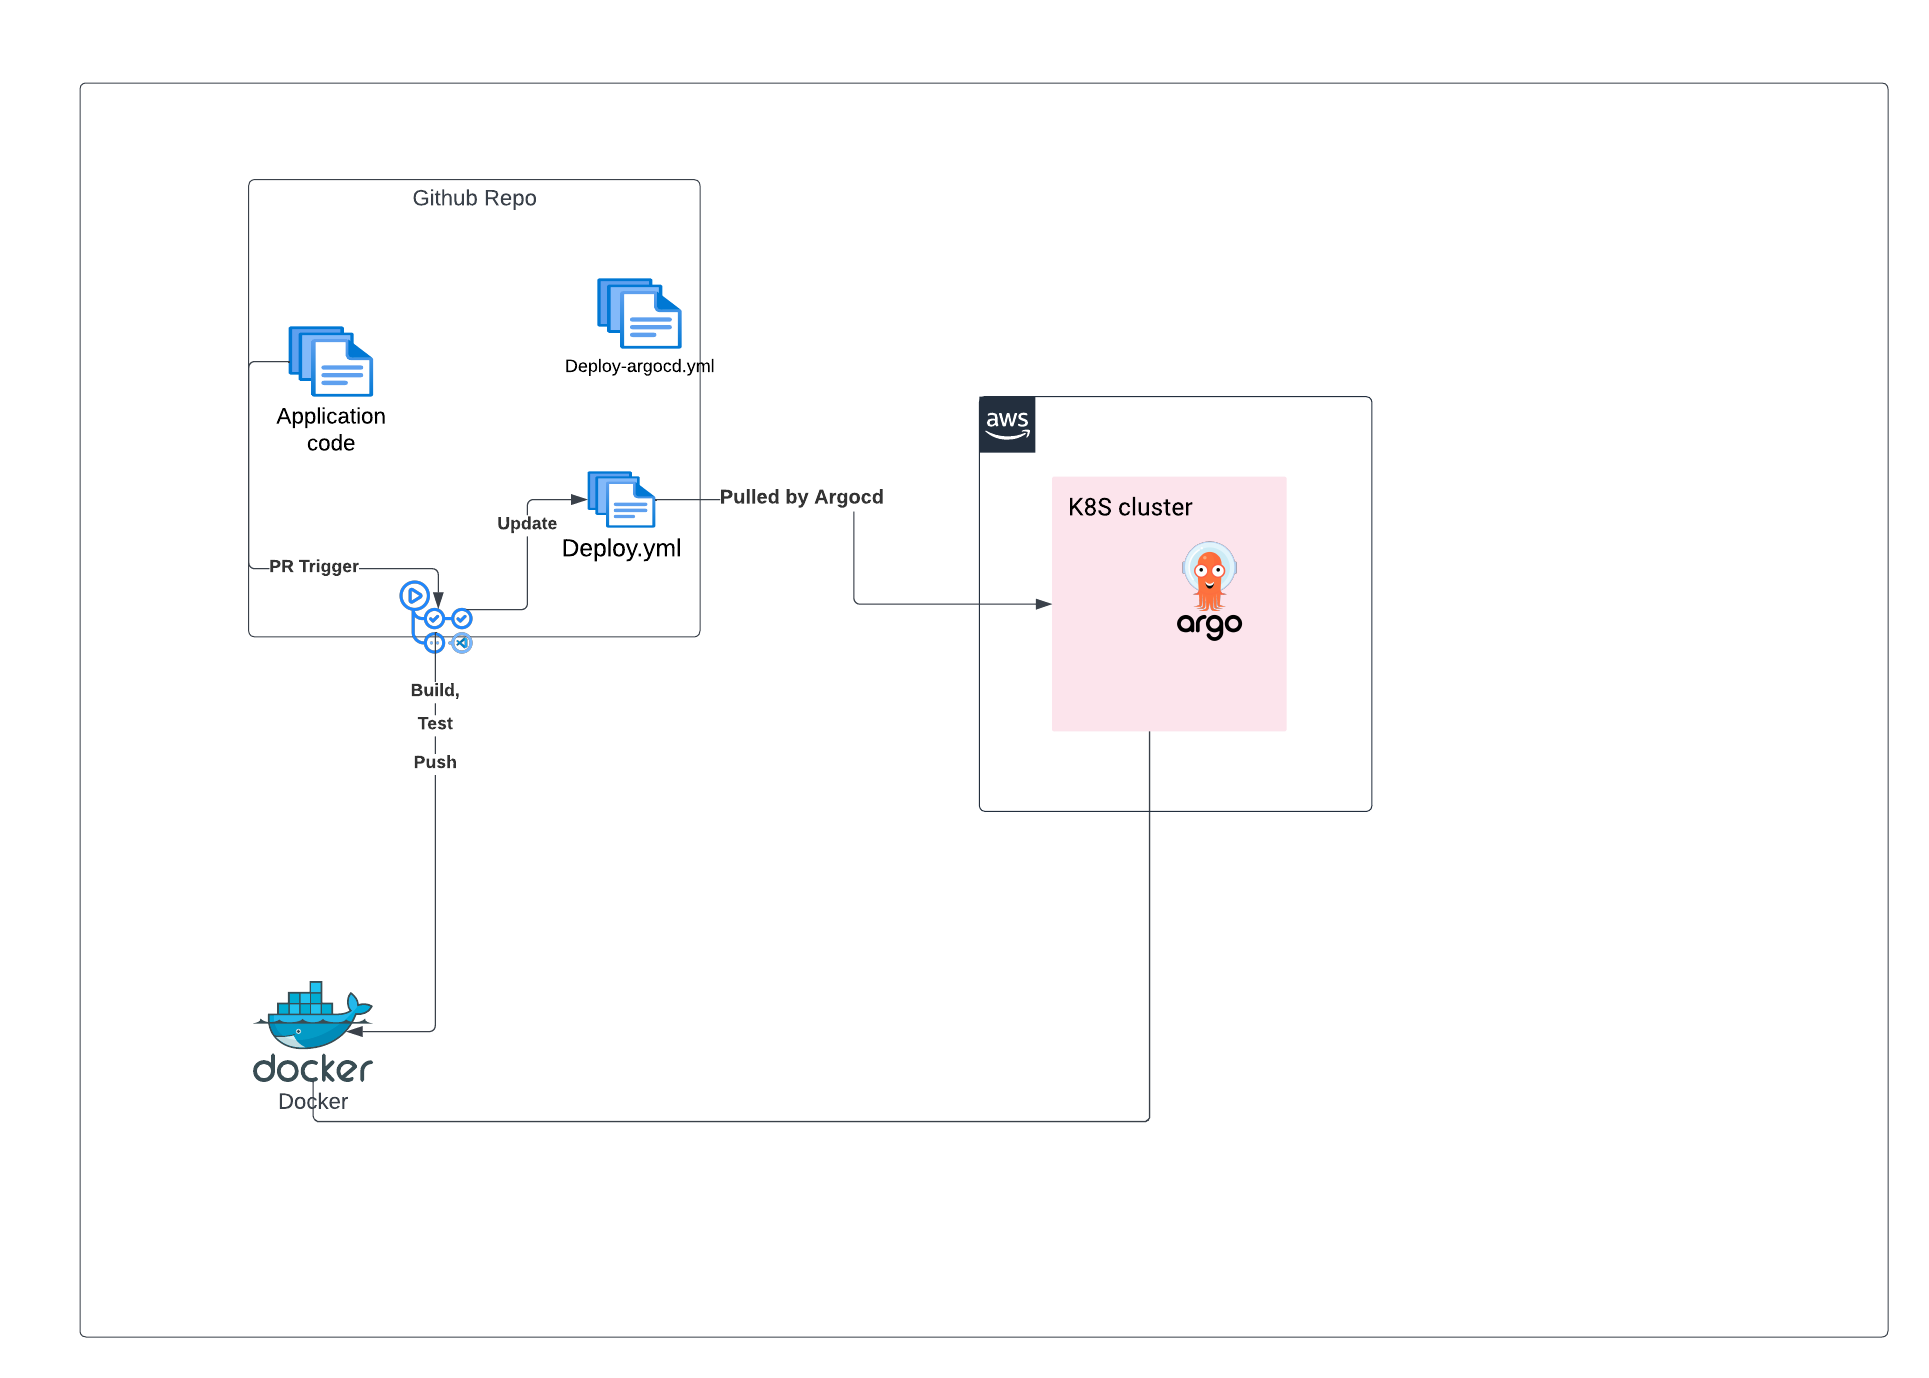 Github Repo
Deploy-argocd.yml
Application
code
aws
Pulled by Argocd
K8S cluster
Update
Deploy.yml
PR Trigger
argo
Build,
Test
Push
docker
Docker